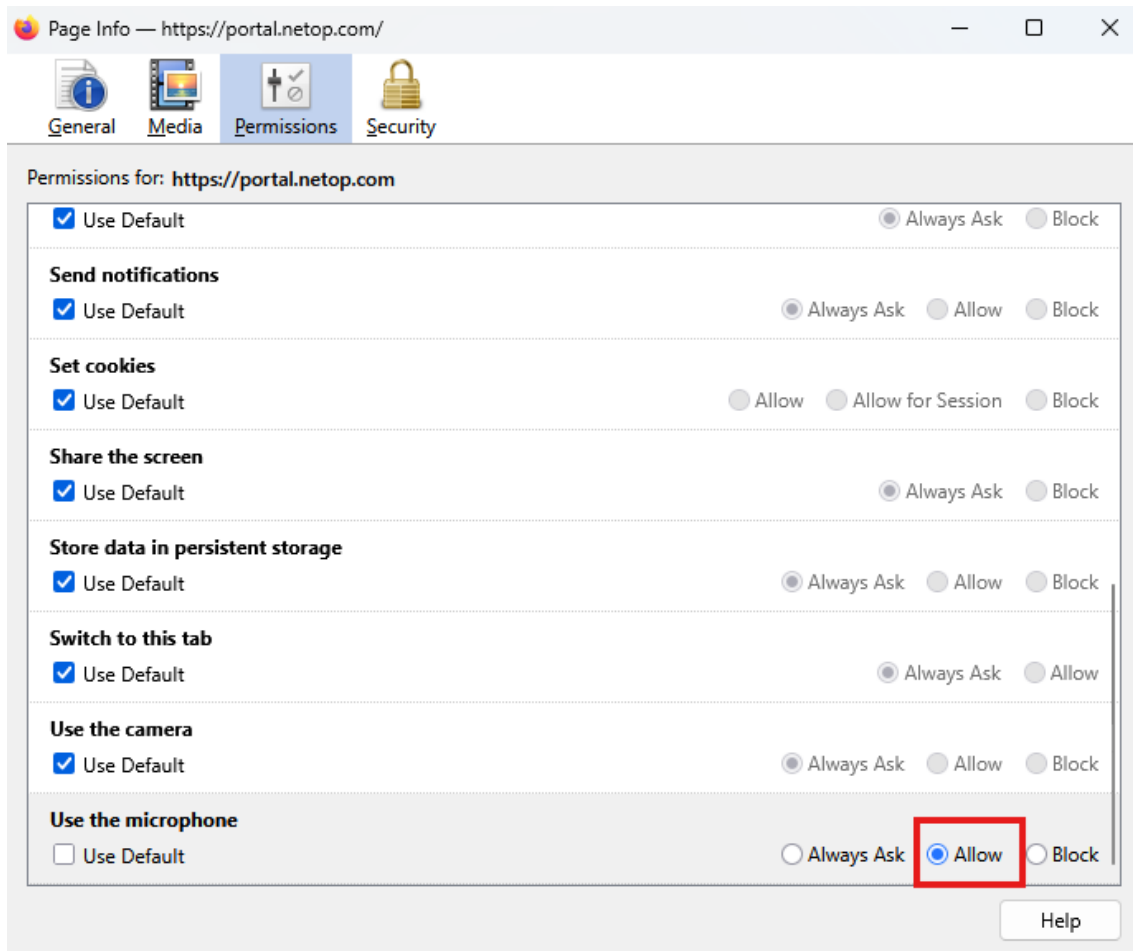 Page Info — https://portal.netop.com/
General Media Permissions Security
Permissions for: https://portal.netop.com
Use Default Always Ask Block
Send notifications
Use Default Always Ask Allow Block
Set cookies
Use Default Allow Allow for Session Block
Share the screen
Use Default Always Ask Block
Store data in persistent storage
Use Default Always Ask Allow Block
Switch to this tab
Use Default Always Ask Allow
Use the camera
Use Default Always Ask Allow Block
Use the microphone
Use Default Always Ask Allow Block
Help